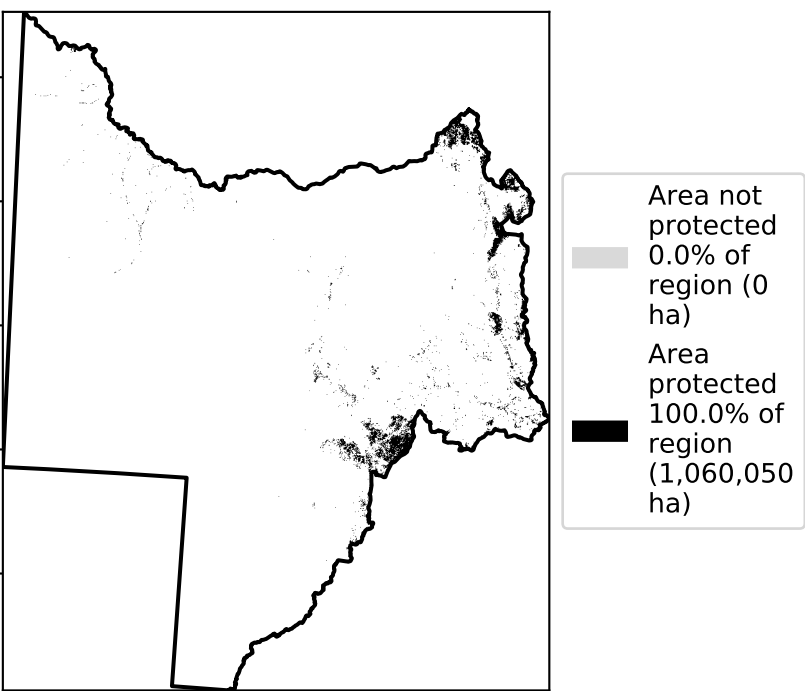 Area not
protected
0.0% of
region (0
ha)
Area
protected
100.0% of
region
(1,060,050
ha)